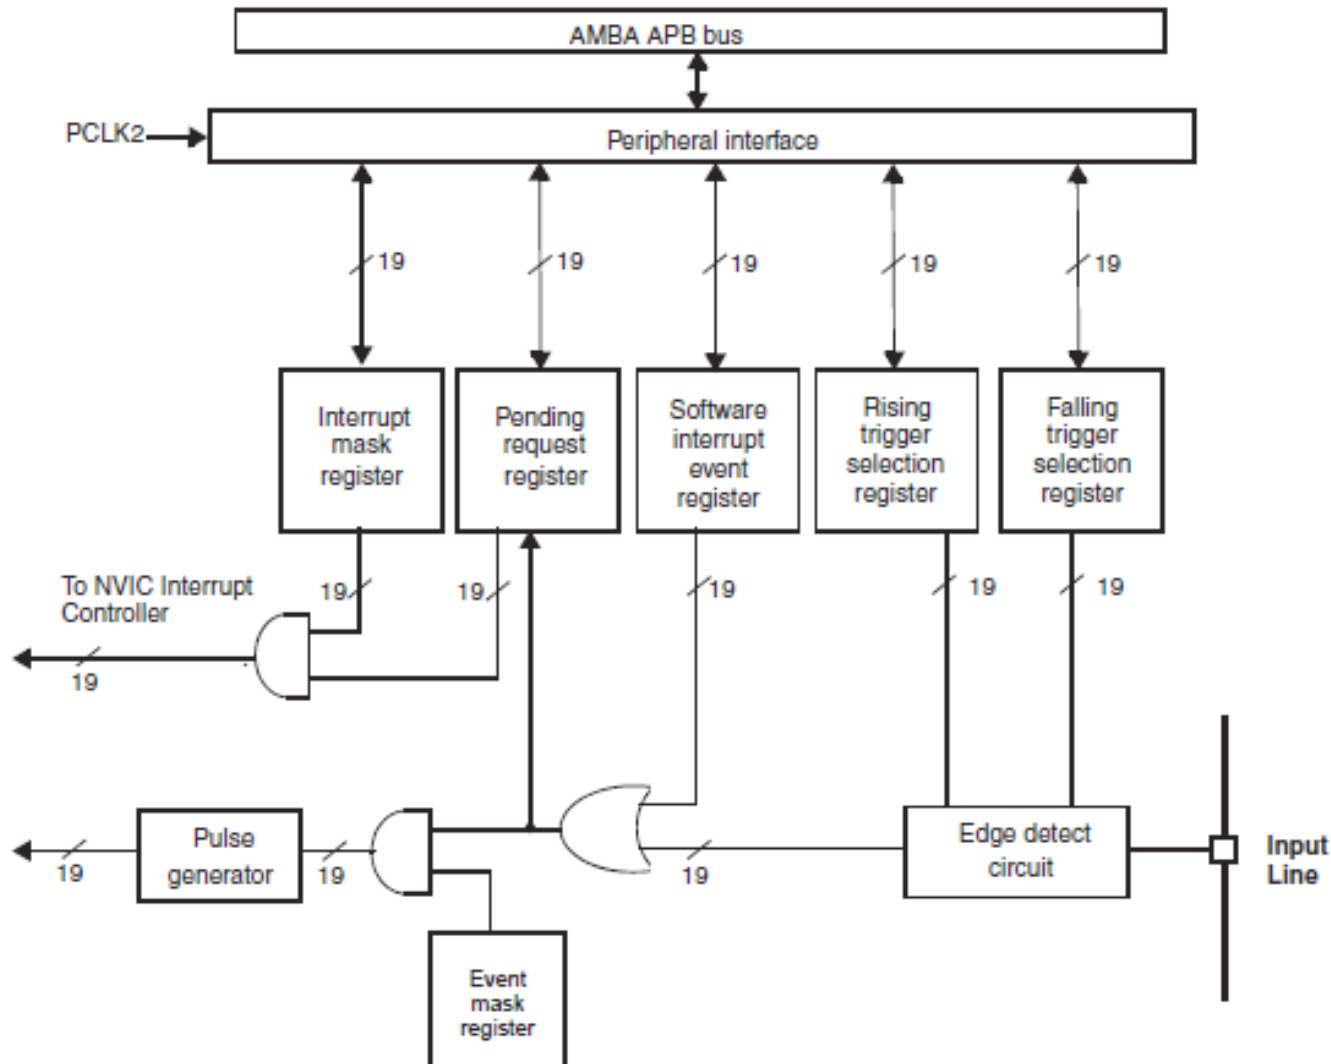 AMBA APB bus
PCLK2
Peripheral interface
19
19
19
19
19
Interrupt
mask
register
Pending
request
register
Software
interrupt
event
register
Rising
trigger
selection
register
Falling
trigger
selection
register
To NVIC Interrupt
Controller
19
19
19
19
19
19
Pulse
generator
19
19
19
Edge detect
circuit
Input
Line
Event
mask
register